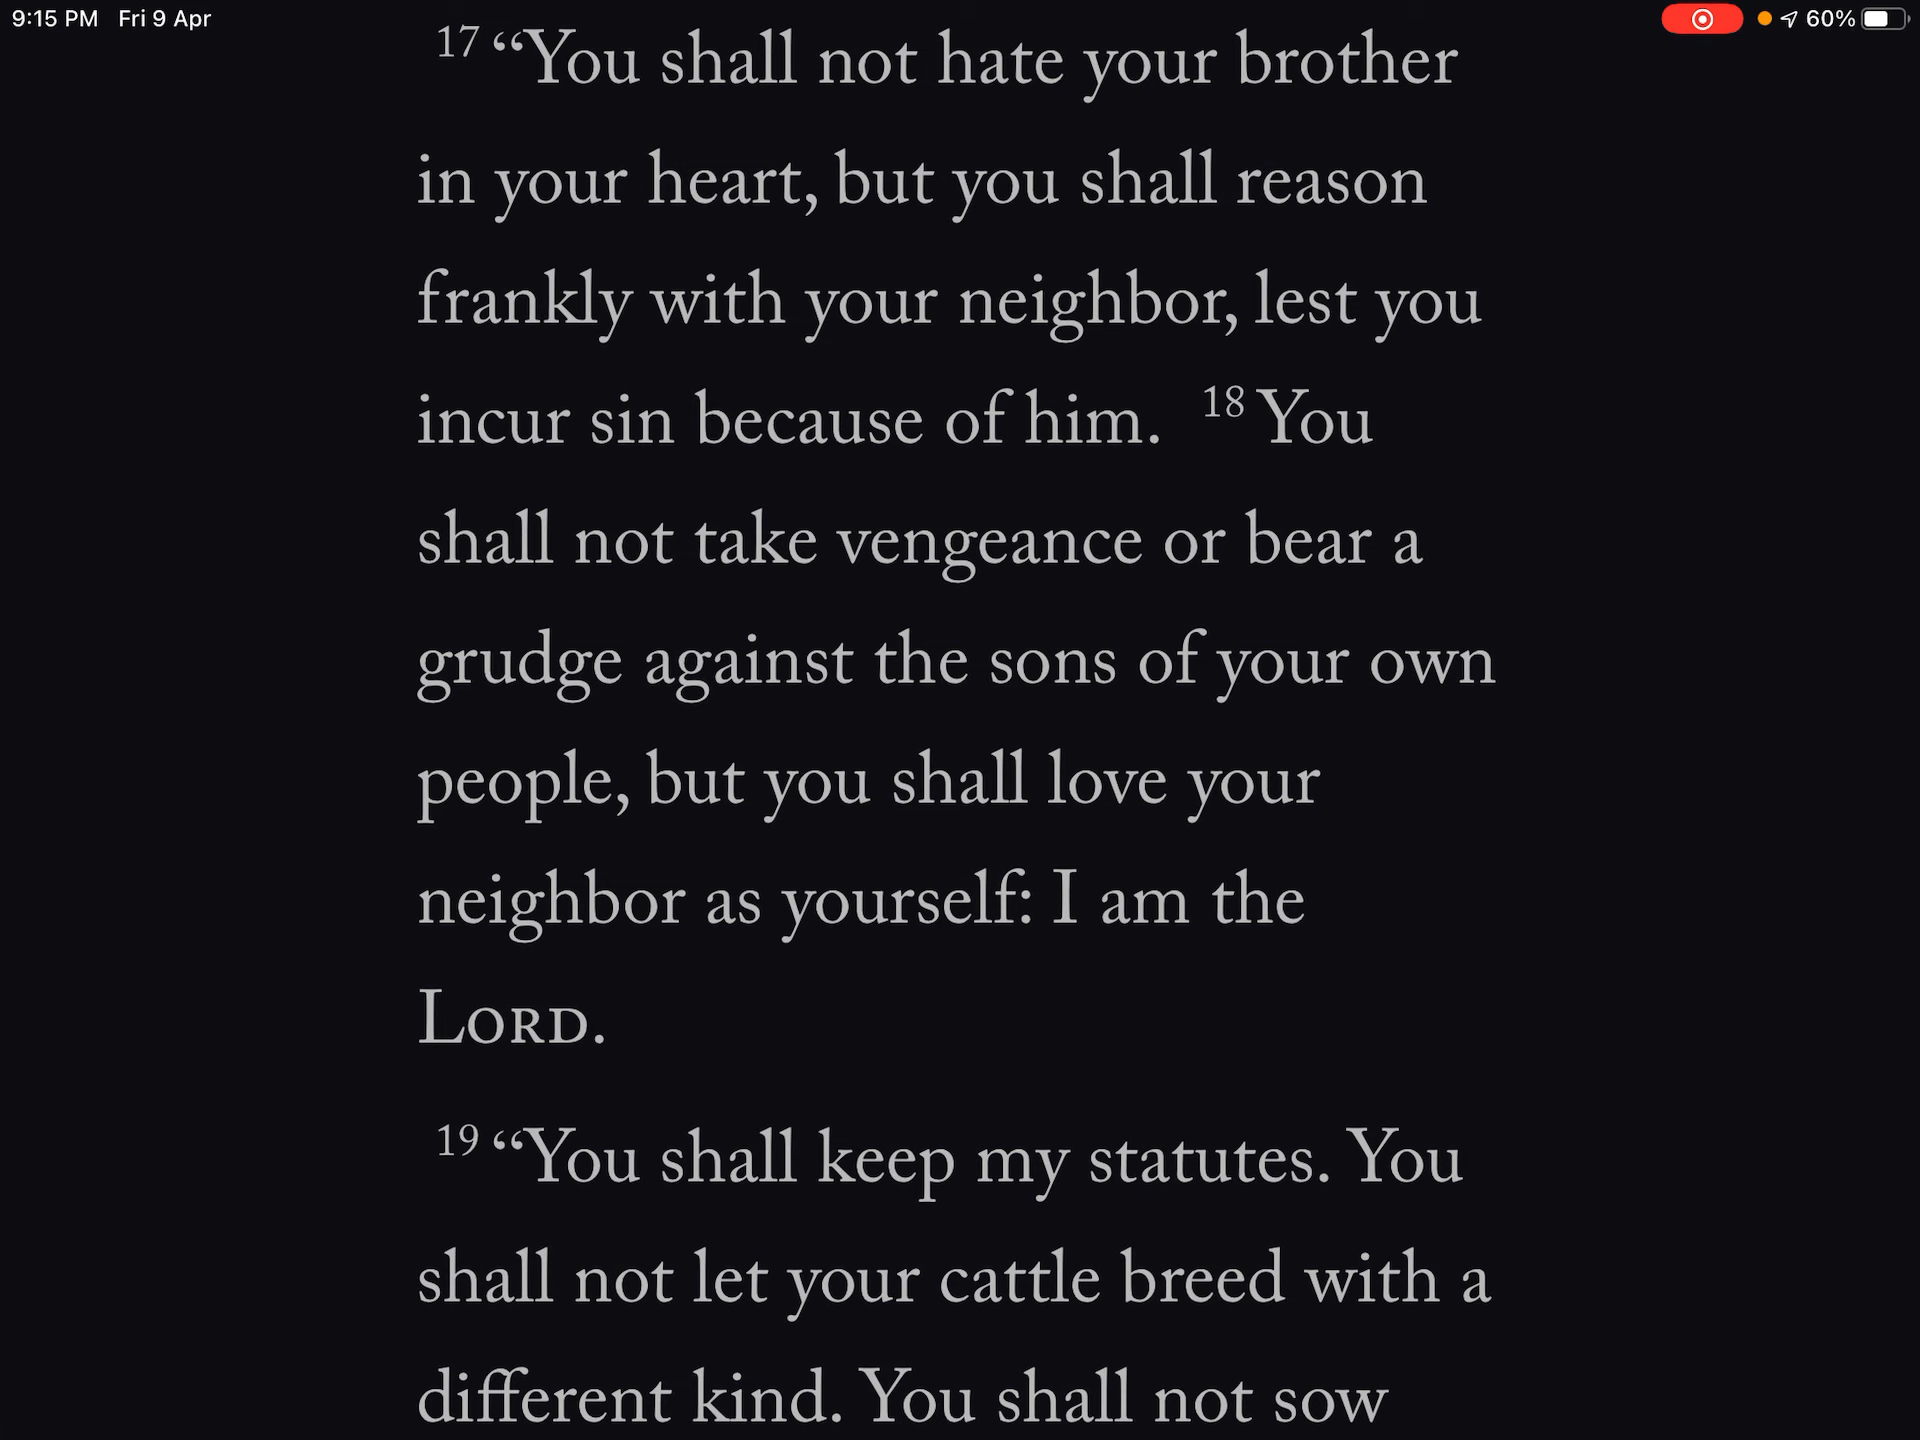 9:15 PM Fri 9 Apr 60%
17 “You shall not hate your brother
in your heart, but you shall reason
frankly with your neighbor, lest you
incur sin because of him. 18 You
shall not take vengeance or bear a
grudge against the sons of your own
people, but you shall love your
neighbor as yourself: I am the
LORD.
19 “You shall keep my statutes. You
shall not let your cattle breed with a
different kind. You shall not sow